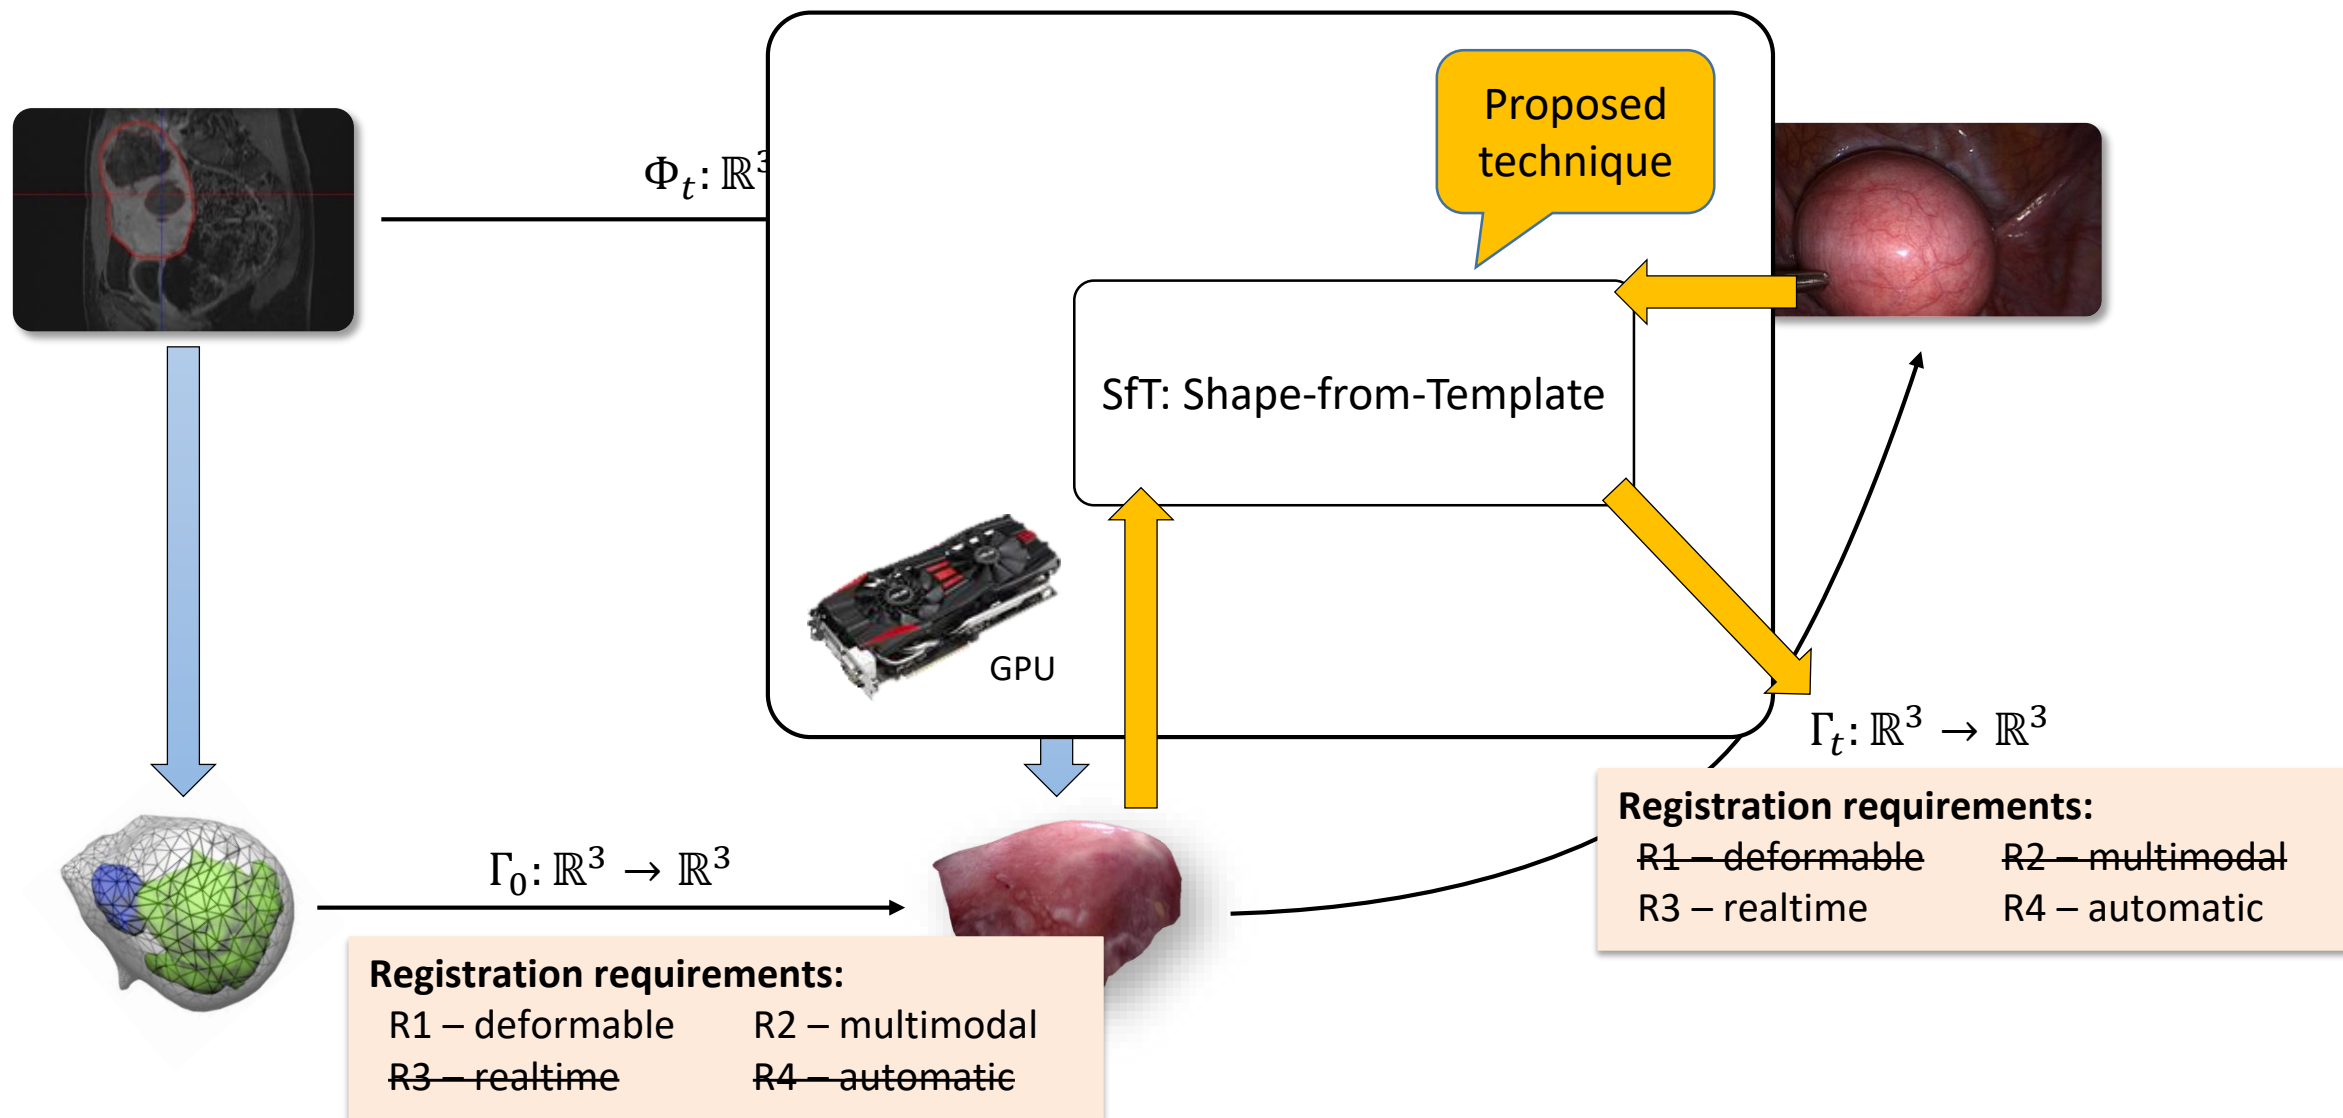 Proposed
technique
Φₜ: ℝ³
SfT: Shape-from-Template
GPU
Γₜ: ℝ³ → ℝ³
Registration requirements:
R1 – deformable R2 – multimodal
R3 – realtime R4 – automatic
Γ₀: ℝ³ → ℝ³
Registration requirements:
R1 – deformable R2 – multimodal
R3 – realtime R4 – automatic